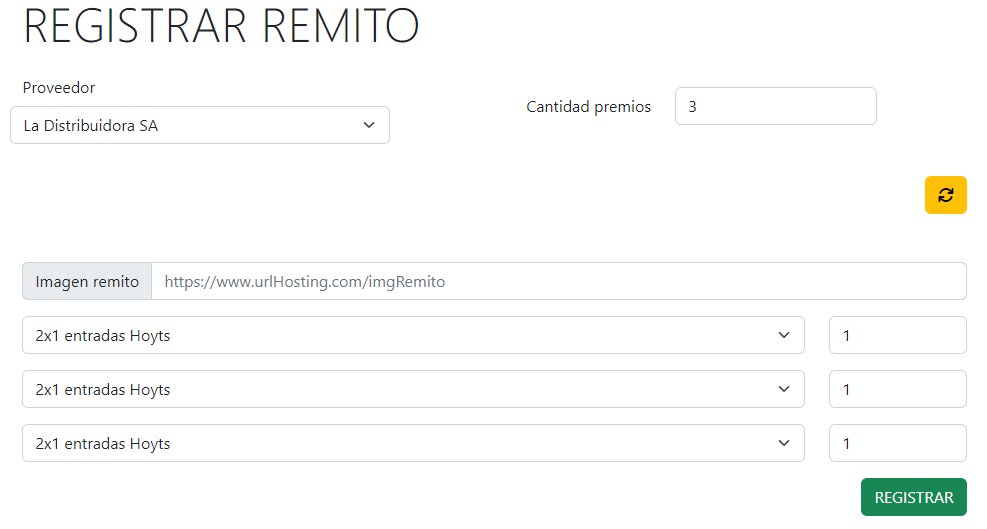 REGISTRAR REMITO
Proveedor
La Distribuidora SA
Cantidad premios
3
Imagen remito
https://www.urlHosting.com/imgRemito
2x1 entradas Hoyts
1
2x1 entradas Hoyts
1
2x1 entradas Hoyts
1
REGISTRAR